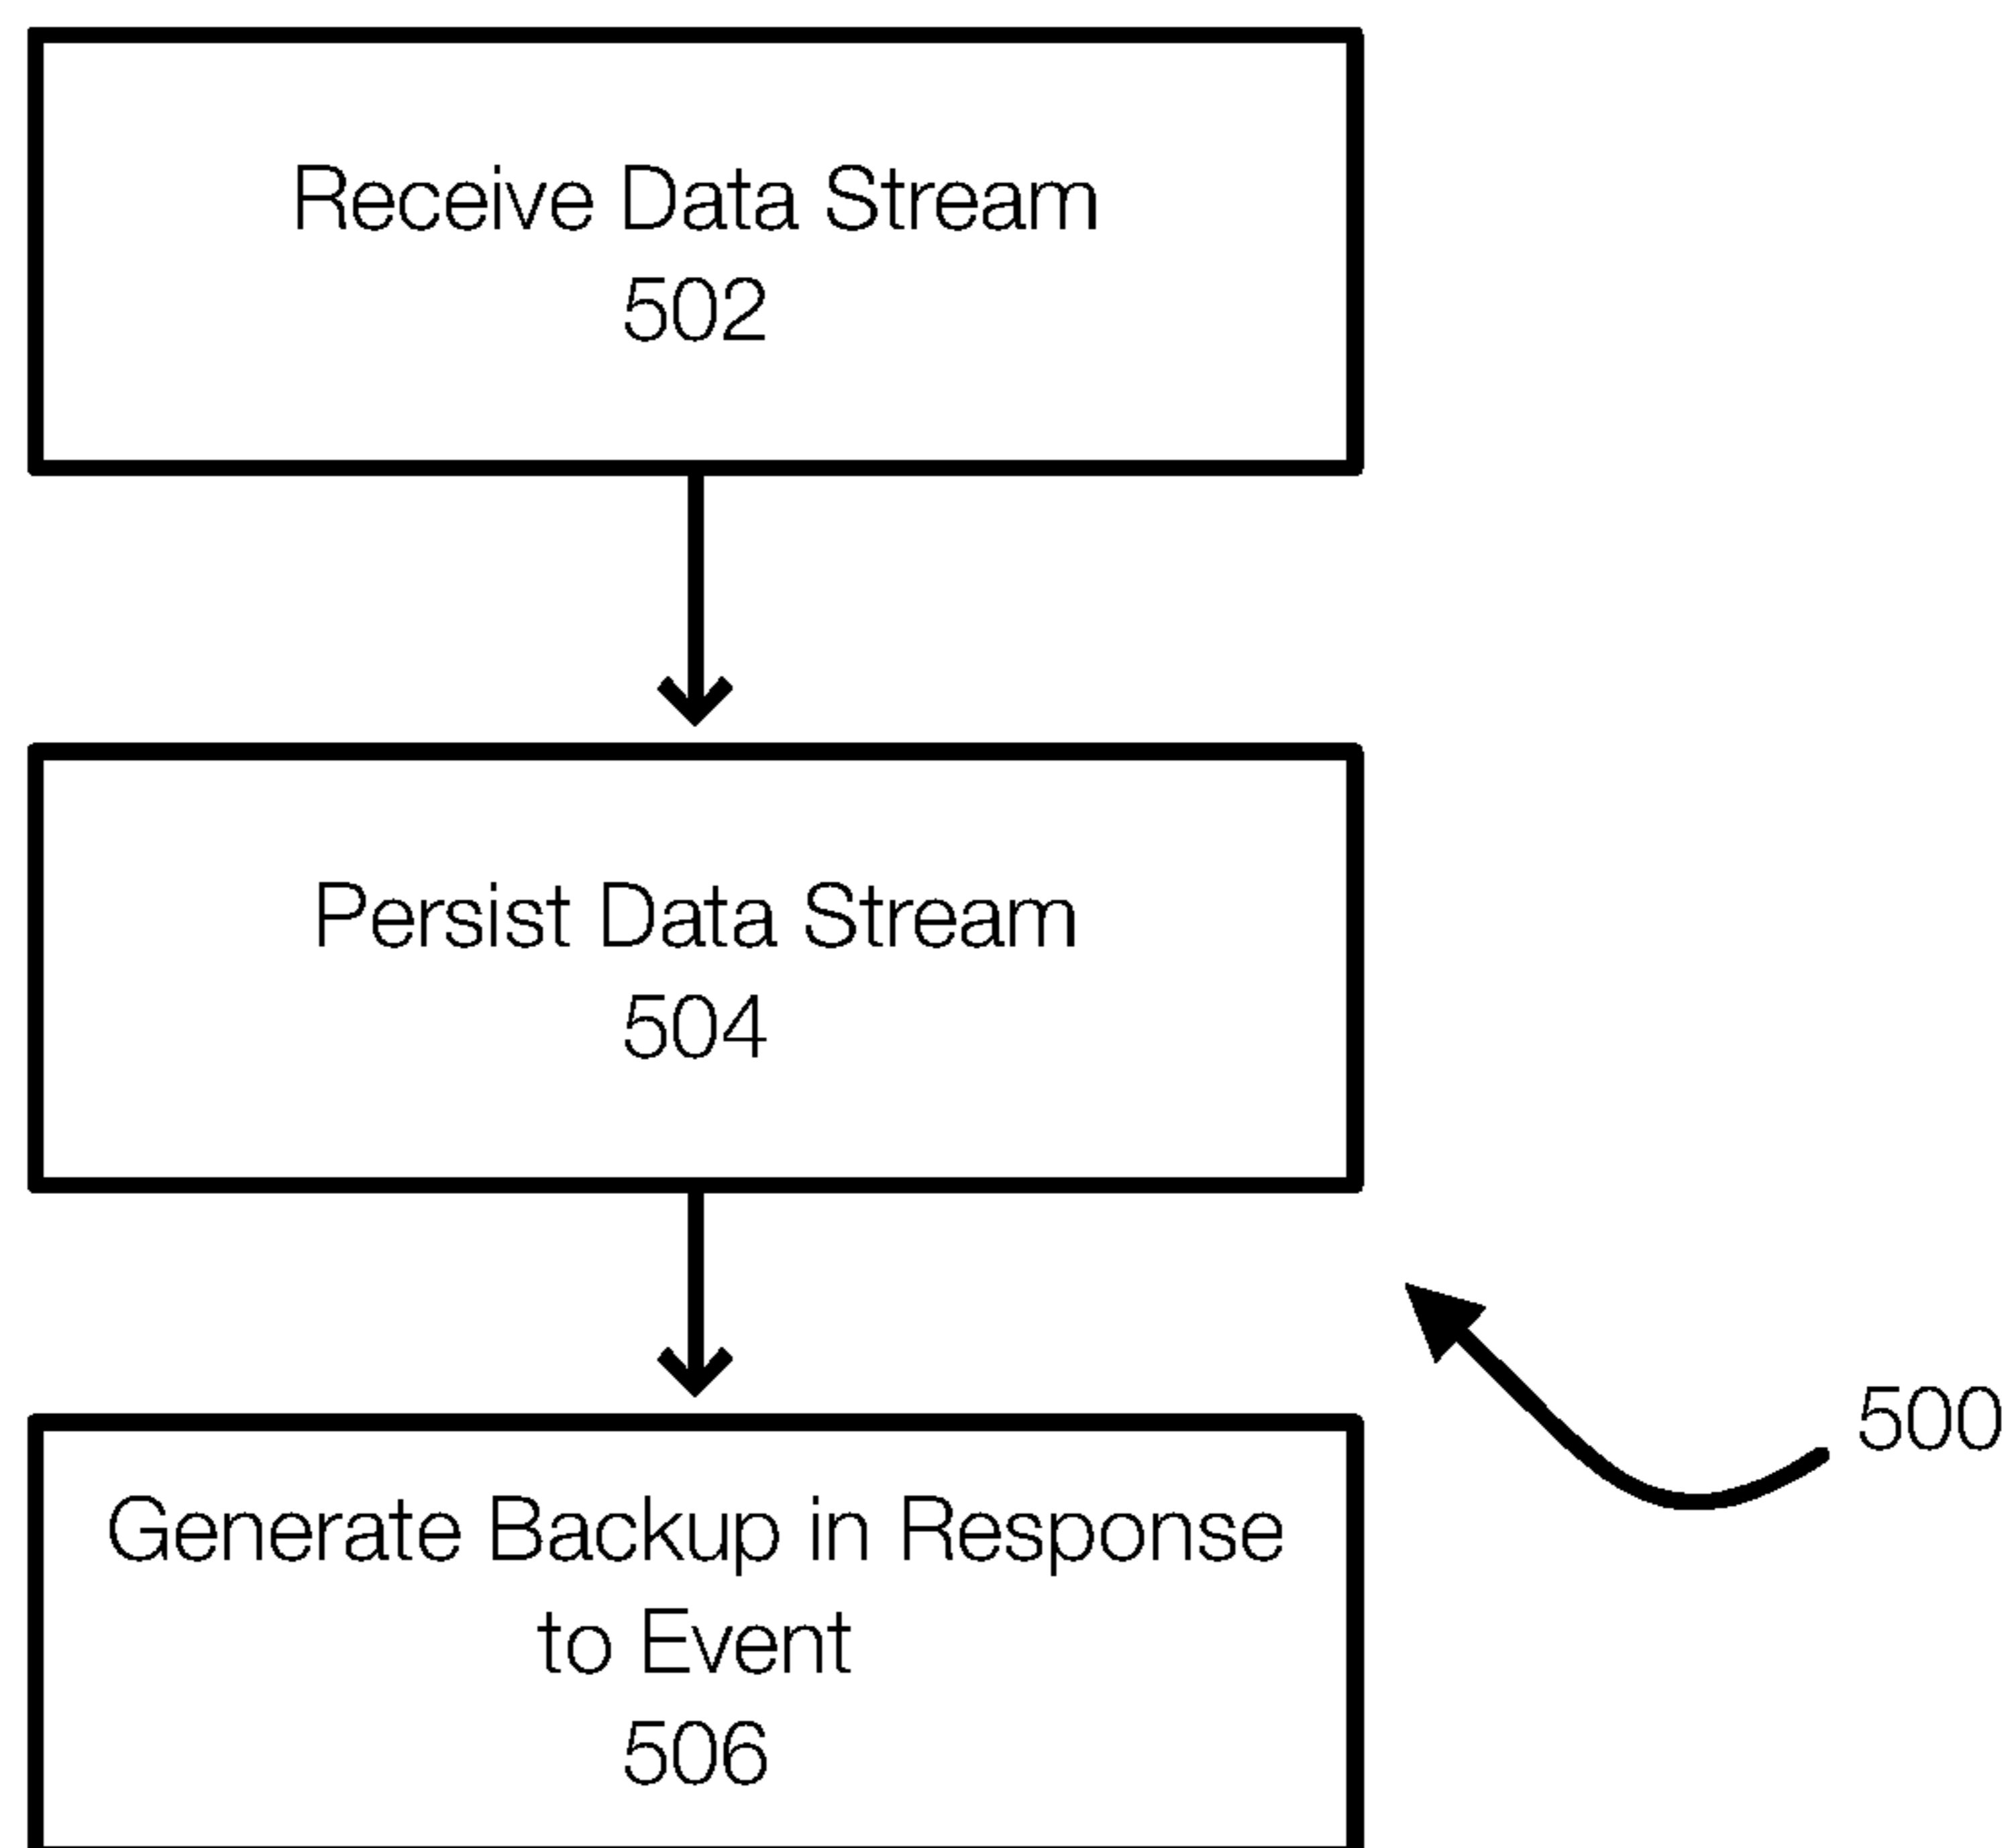 Receive Data Stream
502
Persist Data Stream
504
500
Generate Backup in Response
to Event
506